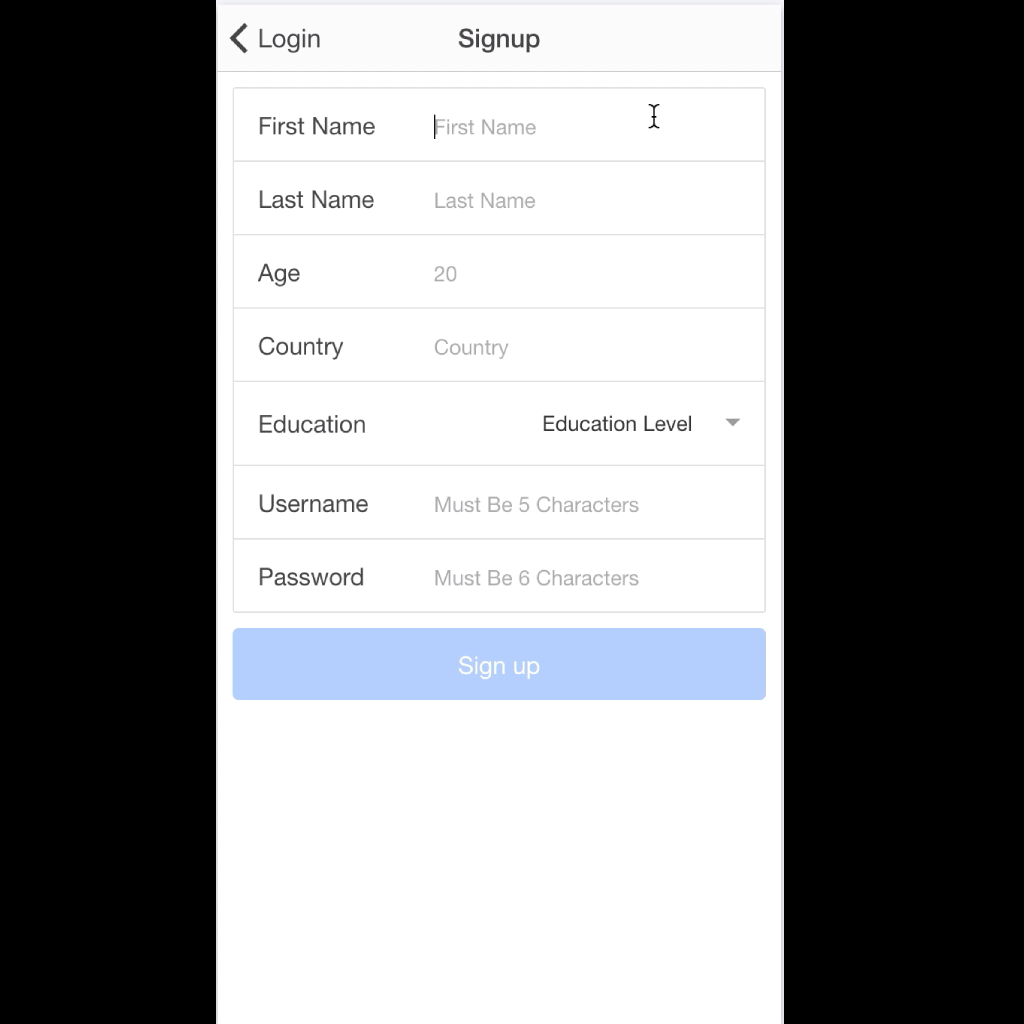 Login Signup
First Name First Name
Last Name Last Name
Age 20
Country Country
Education Education Level
Username Must Be 5 Characters
Password Must Be 6 Characters
Sign up